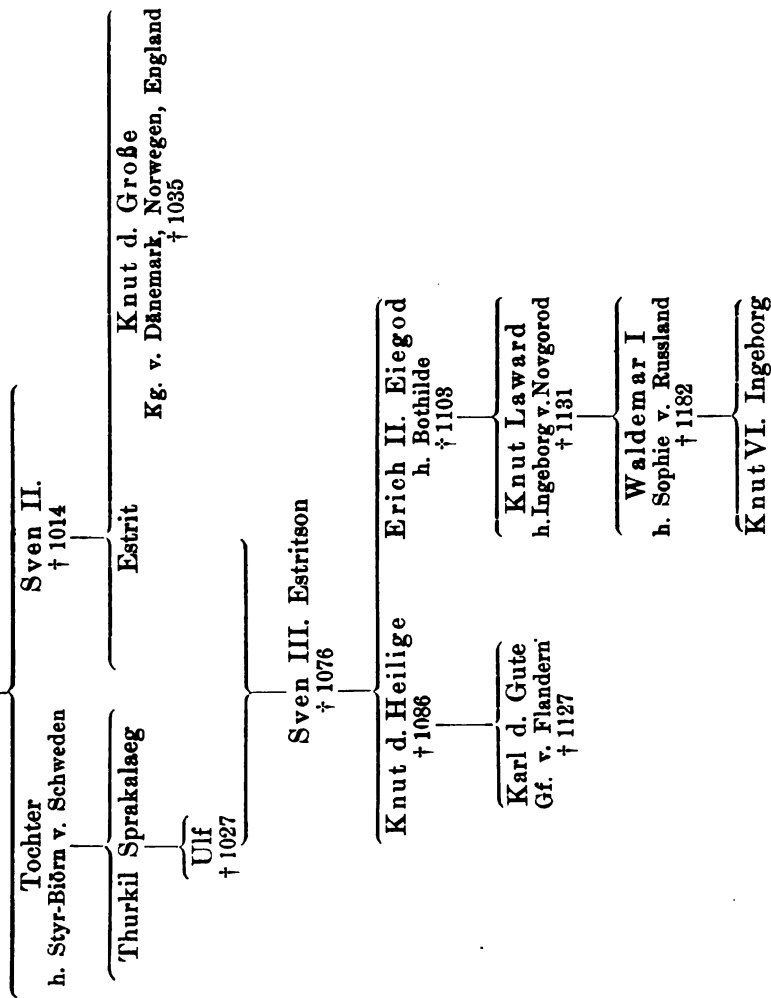 Tochter
h. Styr-Biörn v. Schweden
Sven II.
† 1014
Thurkil Sprakalaeg
Estrit
Knut d. Große
Kg. v. Dänemark, Norwegen, England
† 1035
Ulf
† 1027
Sven III. Estritson
† 1076
Knut d. Heilige
† 1086
Erich II. Eiegod
h. Bothilde
† 1103
Karl d. Gute
Gf. v. Flandern
† 1127
Knut Laward
h. Ingeborg v. Novgorod
† 1131
Waldemar I
h. Sophie v. Russland
† 1182
Knut VI. Ingeborg